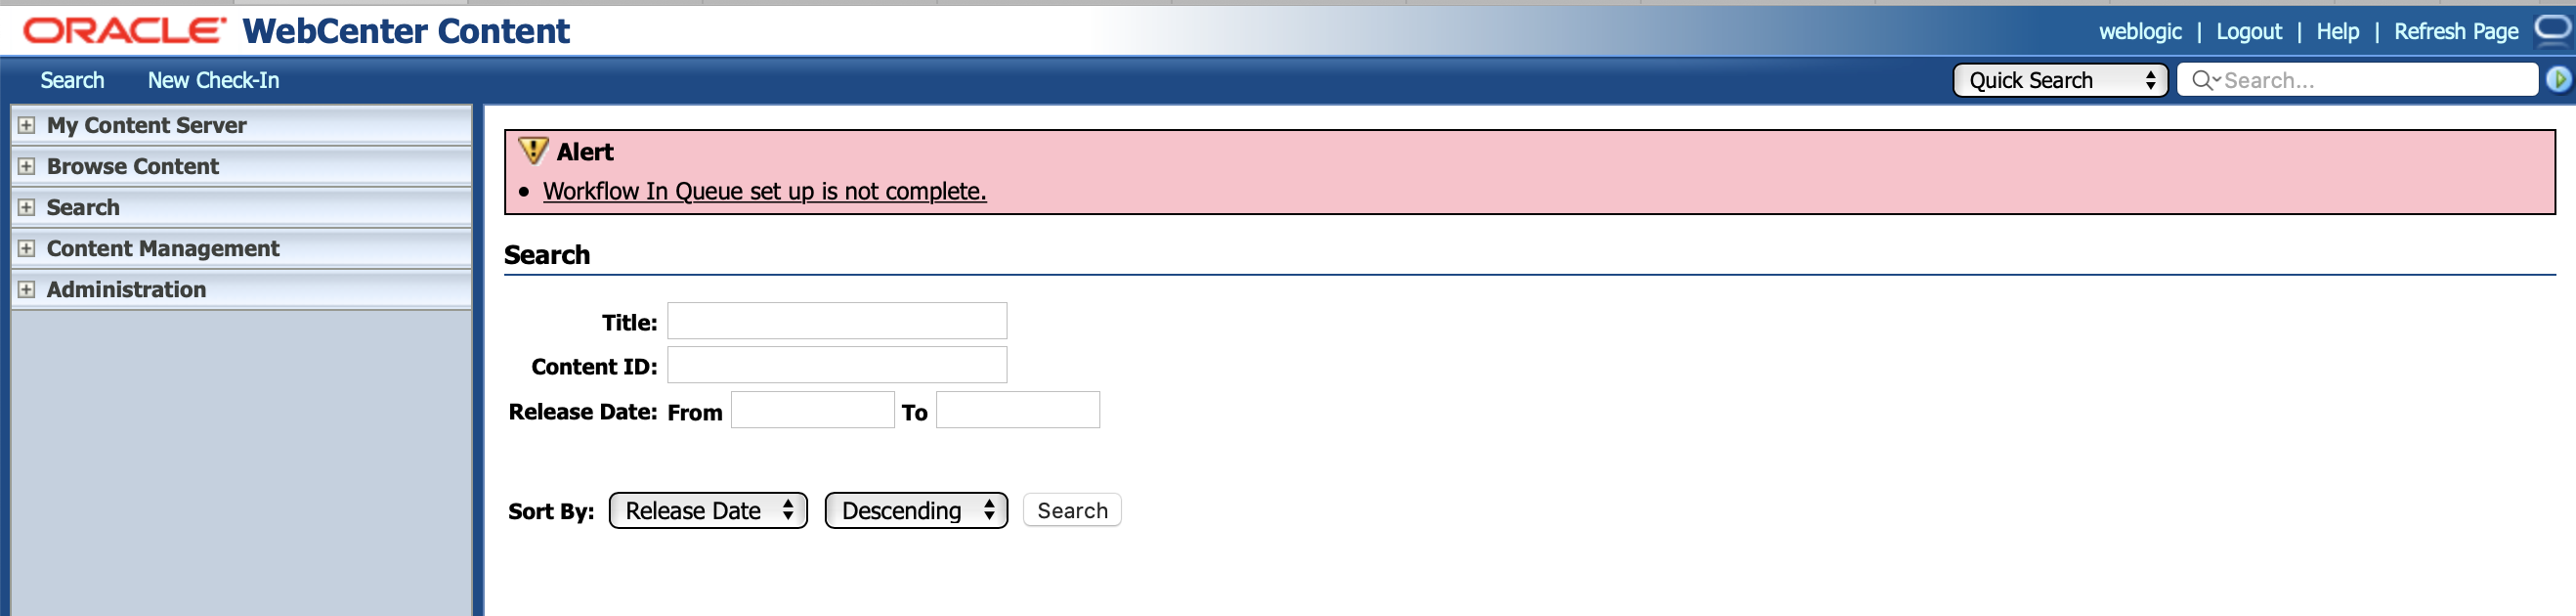 ORACLE WebCenter Content
weblogic | Logout | Help | Refresh Page
Search New Check-In
Quick Search Search...
My Content Server
Browse Content
Search
Content Management
Administration
Alert
• Workflow In Queue set up is not complete.
Search
Title:
Content ID:
Release Date: From To
Sort By: Release Date Descending Search